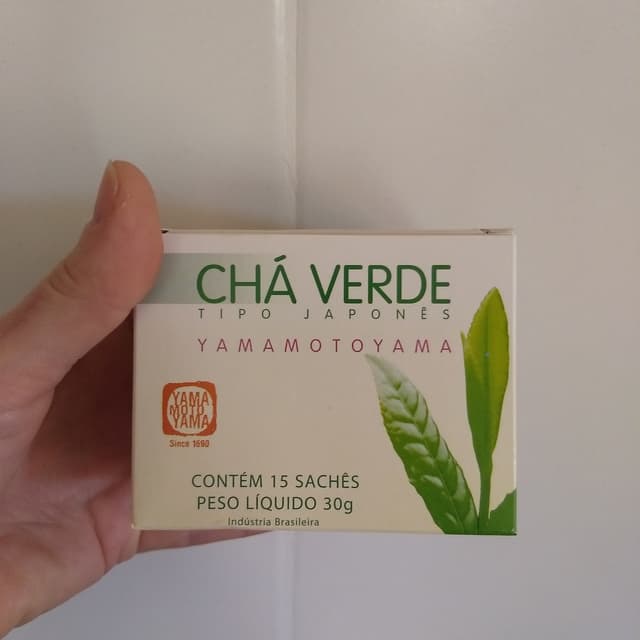 CHÁ VERDE
TIPO JAPONÊS
YAMAMOTOYAMA
YAMA
MOTO
YAMA
Since 1690
CONTÉM 15 SACHÊS
PESO LÍQUIDO 30g
Indústria Brasileira